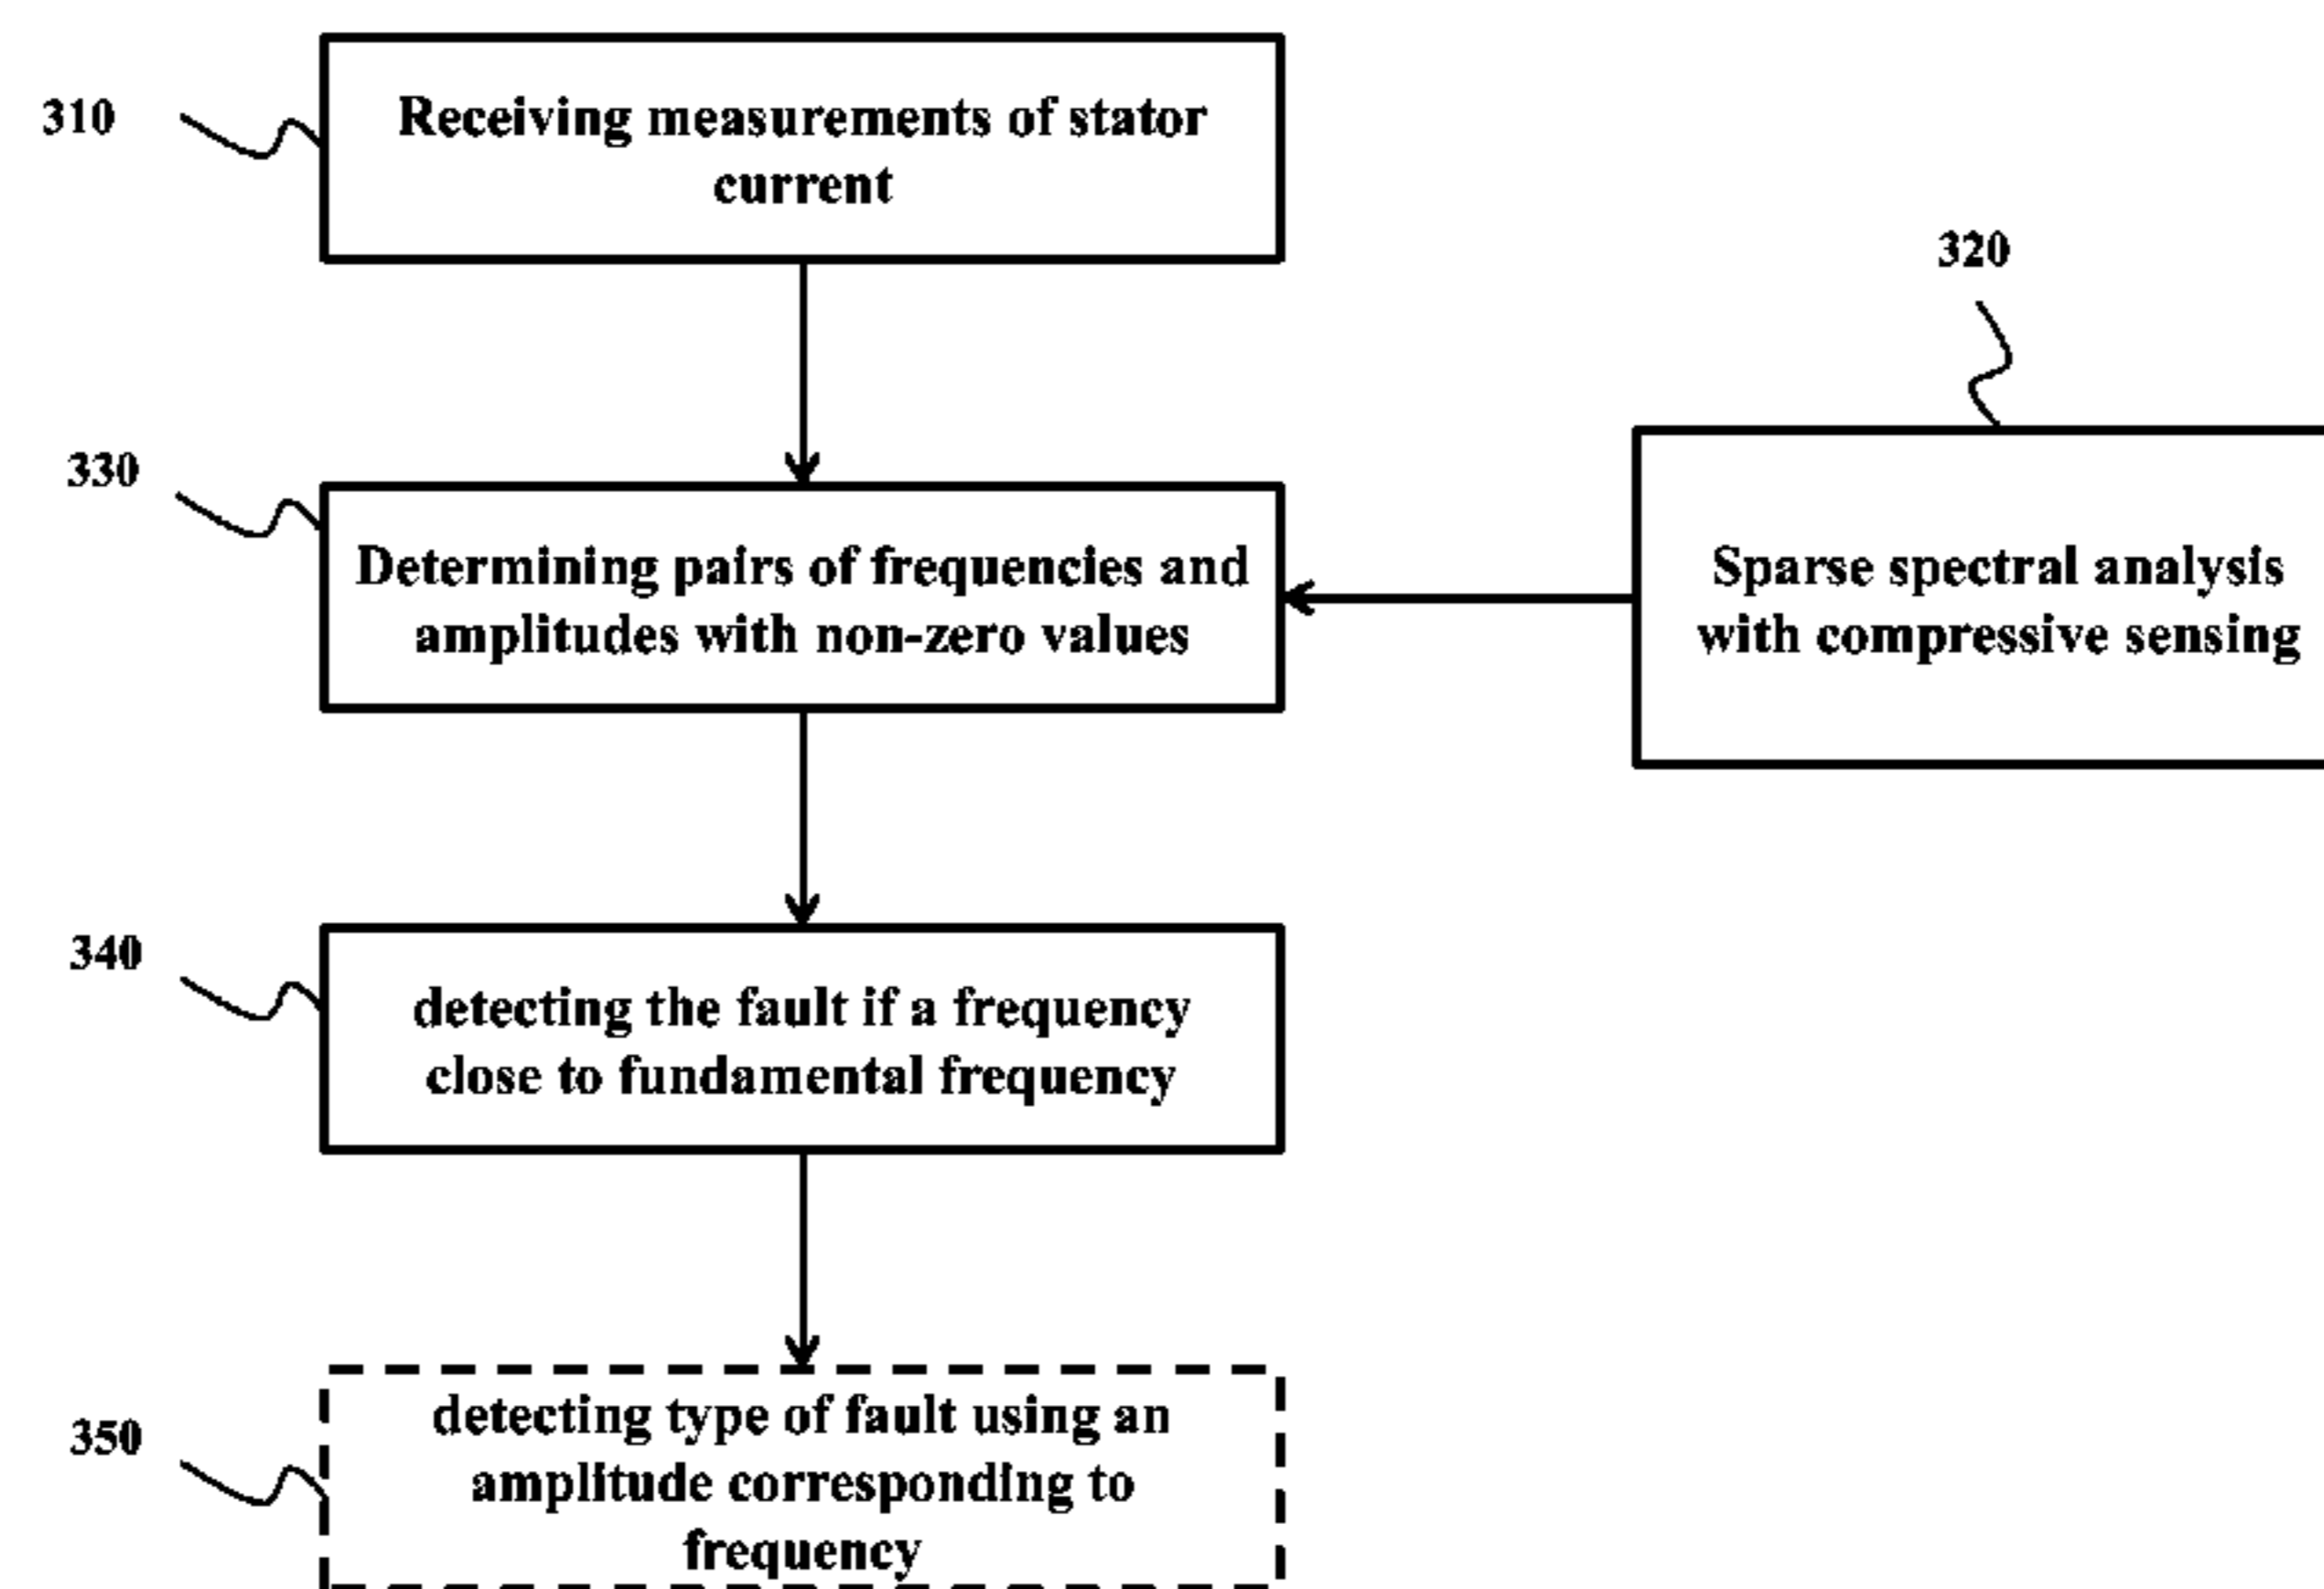 310
Receiving measurements of stator
current
320
330
Determining pairs of frequencies and
amplitudes with non-zero values
Sparse spectral analysis
with compressive sensing
340
detecting the fault if a frequency
close to fundamental frequency
350
detecting type of fault using an
amplitude corresponding to
frequency